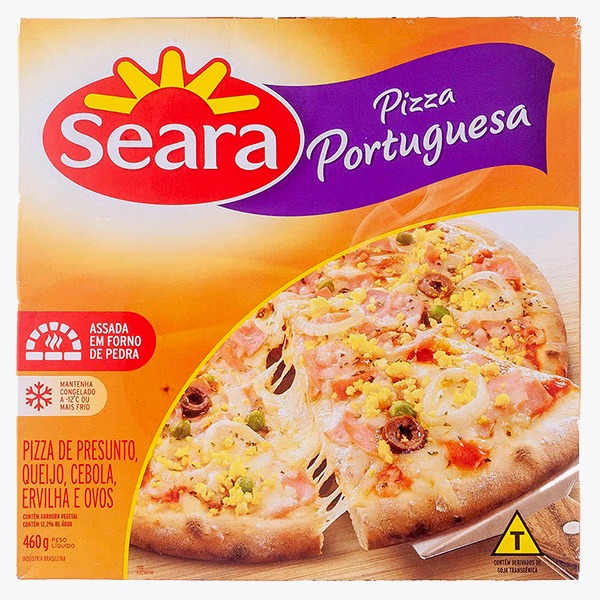 Seara
Pizza
Portuguesa
ASSADA
EM FORNO
DE PEDRA
MANTENHA
CONGELADO
A -12°C OU
MAIS FRIO
PIZZA DE PRESUNTO,
QUEIJO, CEBOLA,
ERVILHA E OVOS
CONTÉM GORDURA VEGETAL
CONTÉM 12,2% DE ÁGUA
460g PESO
LÍQUIDO
INDÚSTRIA BRASILEIRA
T
CONTÉM DERIVADOS DE
SOJA TRANSGÊNICA